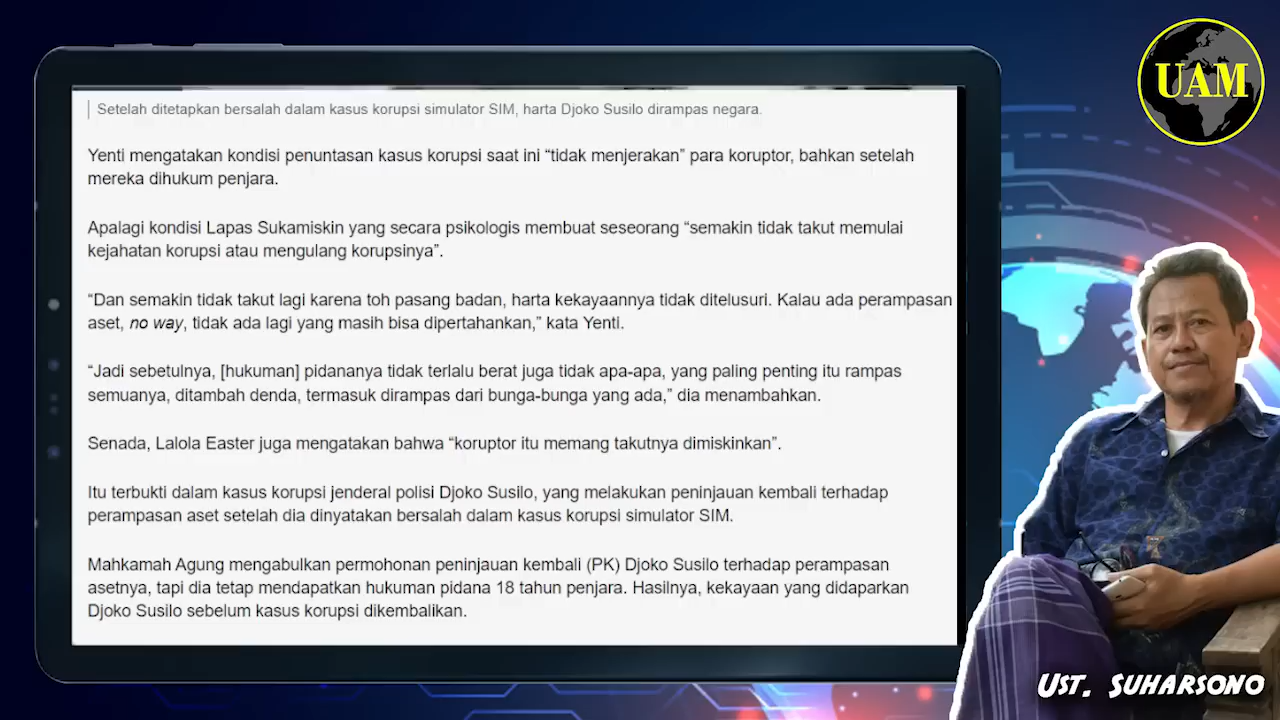 UAM
Setelah ditetapkan bersalah dalam kasus korupsi simulator SIM, harta Djoko Susilo dirampas negara.
Yenti mengatakan kondisi penuntasan kasus korupsi saat ini “tidak menjerakan” para koruptor, bahkan setelah
mereka dihukum penjara.
Apalagi kondisi Lapas Sukamiskin yang secara psikologis membuat seseorang “semakin tidak takut memulai
kejahatan korupsi atau mengulang korupsinya”.
“Dan semakin tidak takut lagi karena toh pasang badan, harta kekayaannya tidak ditelusuri. Kalau ada perampasan
aset, no way, tidak ada lagi yang masih bisa dipertahankan,” kata Yenti.
“Jadi sebetulnya, [hukuman] pidananya tidak terlalu berat juga tidak apa-apa, yang paling penting itu rampas
semuanya, ditambah denda, termasuk dirampas dari bunga-bunga yang ada,” dia menambahkan.
Senada, Lalola Easter juga mengatakan bahwa “koruptor itu memang takutnya dimiskinkan”.
Itu terbukti dalam kasus korupsi jenderal polisi Djoko Susilo, yang melakukan peninjauan kembali terhadap
perampasan aset setelah dia dinyatakan bersalah dalam kasus korupsi simulator SIM.
Mahkamah Agung mengabulkan permohonan peninjauan kembali (PK) Djoko Susilo terhadap perampasan
asetnya, tapi dia tetap mendapatkan hukuman pidana 18 tahun penjara. Hasilnya, kekayaan yang didaparkan
Djoko Susilo sebelum kasus korupsi dikembalikan.
Ust. Suharsono